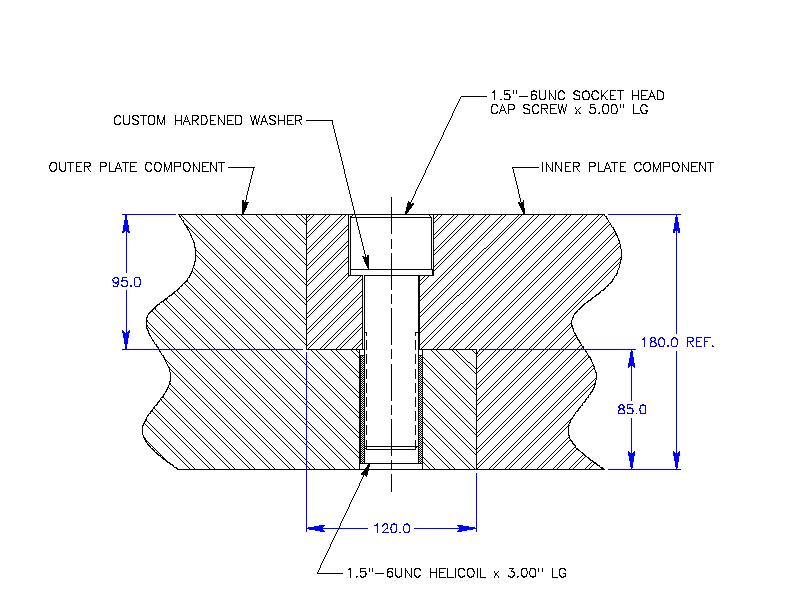 1.5"-6UNC SOCKET HEAD
CAP SCREW x 5.00" LG
CUSTOM HARDENED WASHER
OUTER PLATE COMPONENT
INNER PLATE COMPONENT
95.0
180.0 REF.
85.0
120.0
1.5"-6UNC HELICOIL x 3.00" LG